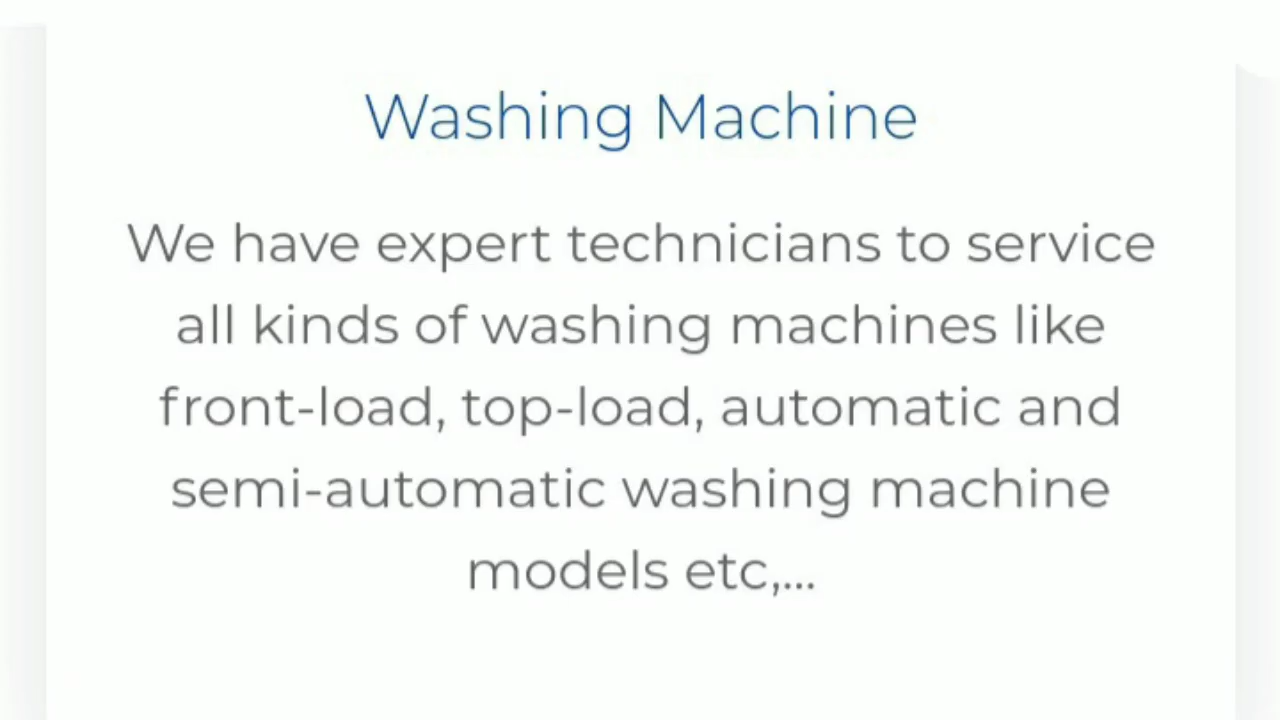 Washing Machine
We have expert technicians to service
all kinds of washing machines like
front-load, top-load, automatic and
semi-automatic washing machine
models etc,...